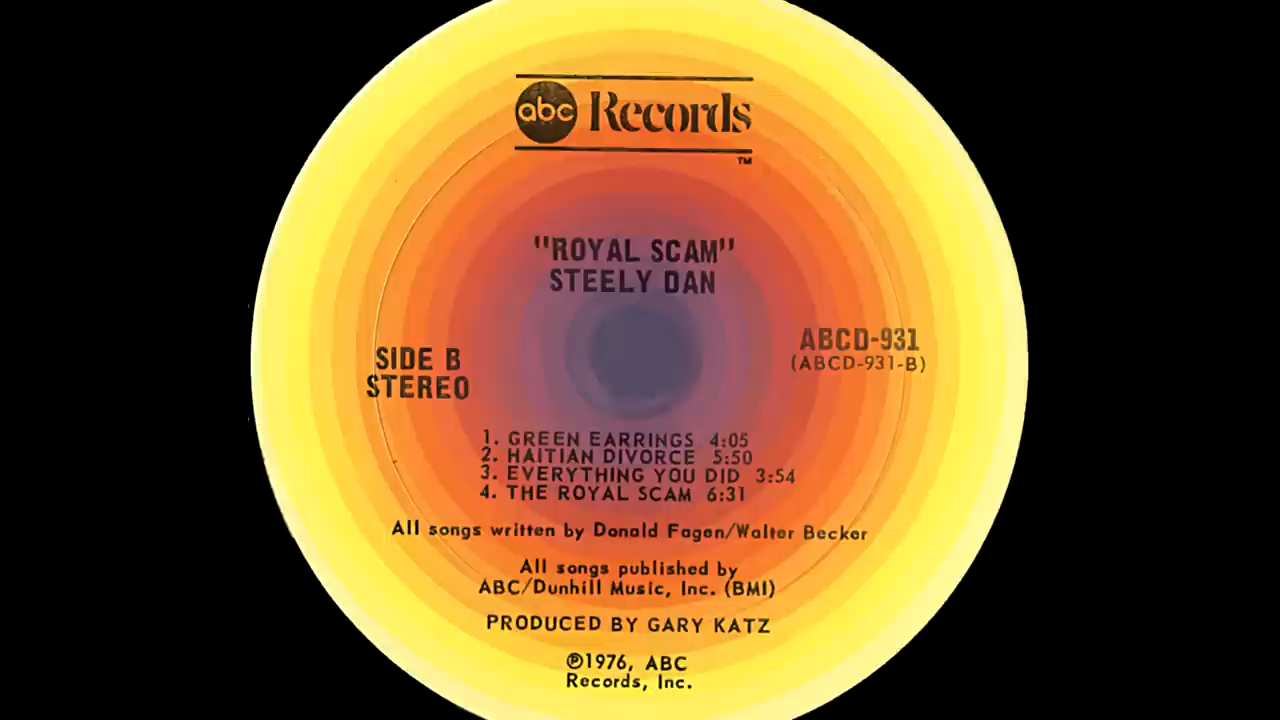 abc Records
TM
"ROYAL SCAM"
STEELY DAN
SIDE B
STEREO
ABCD-931
(ABCD-931-B)
1. GREEN EARRINGS 4:05
2. HAITIAN DIVORCE 5:50
3. EVERYTHING YOU DID 3:54
4. THE ROYAL SCAM 6:31
All songs written by Donald Fagen/Walter Becker
All songs published by
ABC/Dunhill Music, Inc. (BMI)
PRODUCED BY GARY KATZ
℗1976, ABC
Records, Inc.